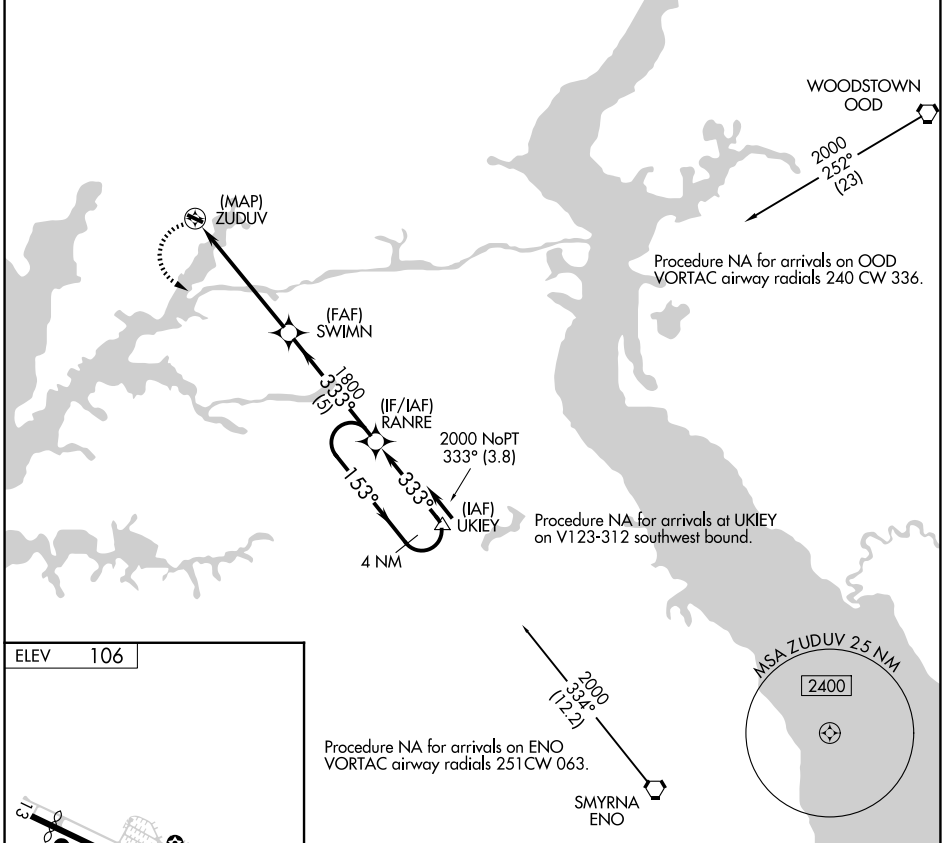 WOODSTOWN
OOD
2000
252°
(23)
(MAP)
ZUDUV
Procedure NA for arrivals on OOD
VORTAC airway radials 240 CW 336.
(FAF)
SWIMN
1800
333°
(5)
(IF/IAF)
RANRE
2000 NoPT
333° (3.8)
333°
153°
(IAF)
UKIEY
4 NM
Procedure NA for arrivals at UKIEY
on V123-312 southwest bound.
ELEV 106
MSA ZUDUV 25 NM
2400
2000
334°
(12.2)
Procedure NA for arrivals on ENO
VORTAC airway radials 251CW 063.
SMYRNA
ENO
13